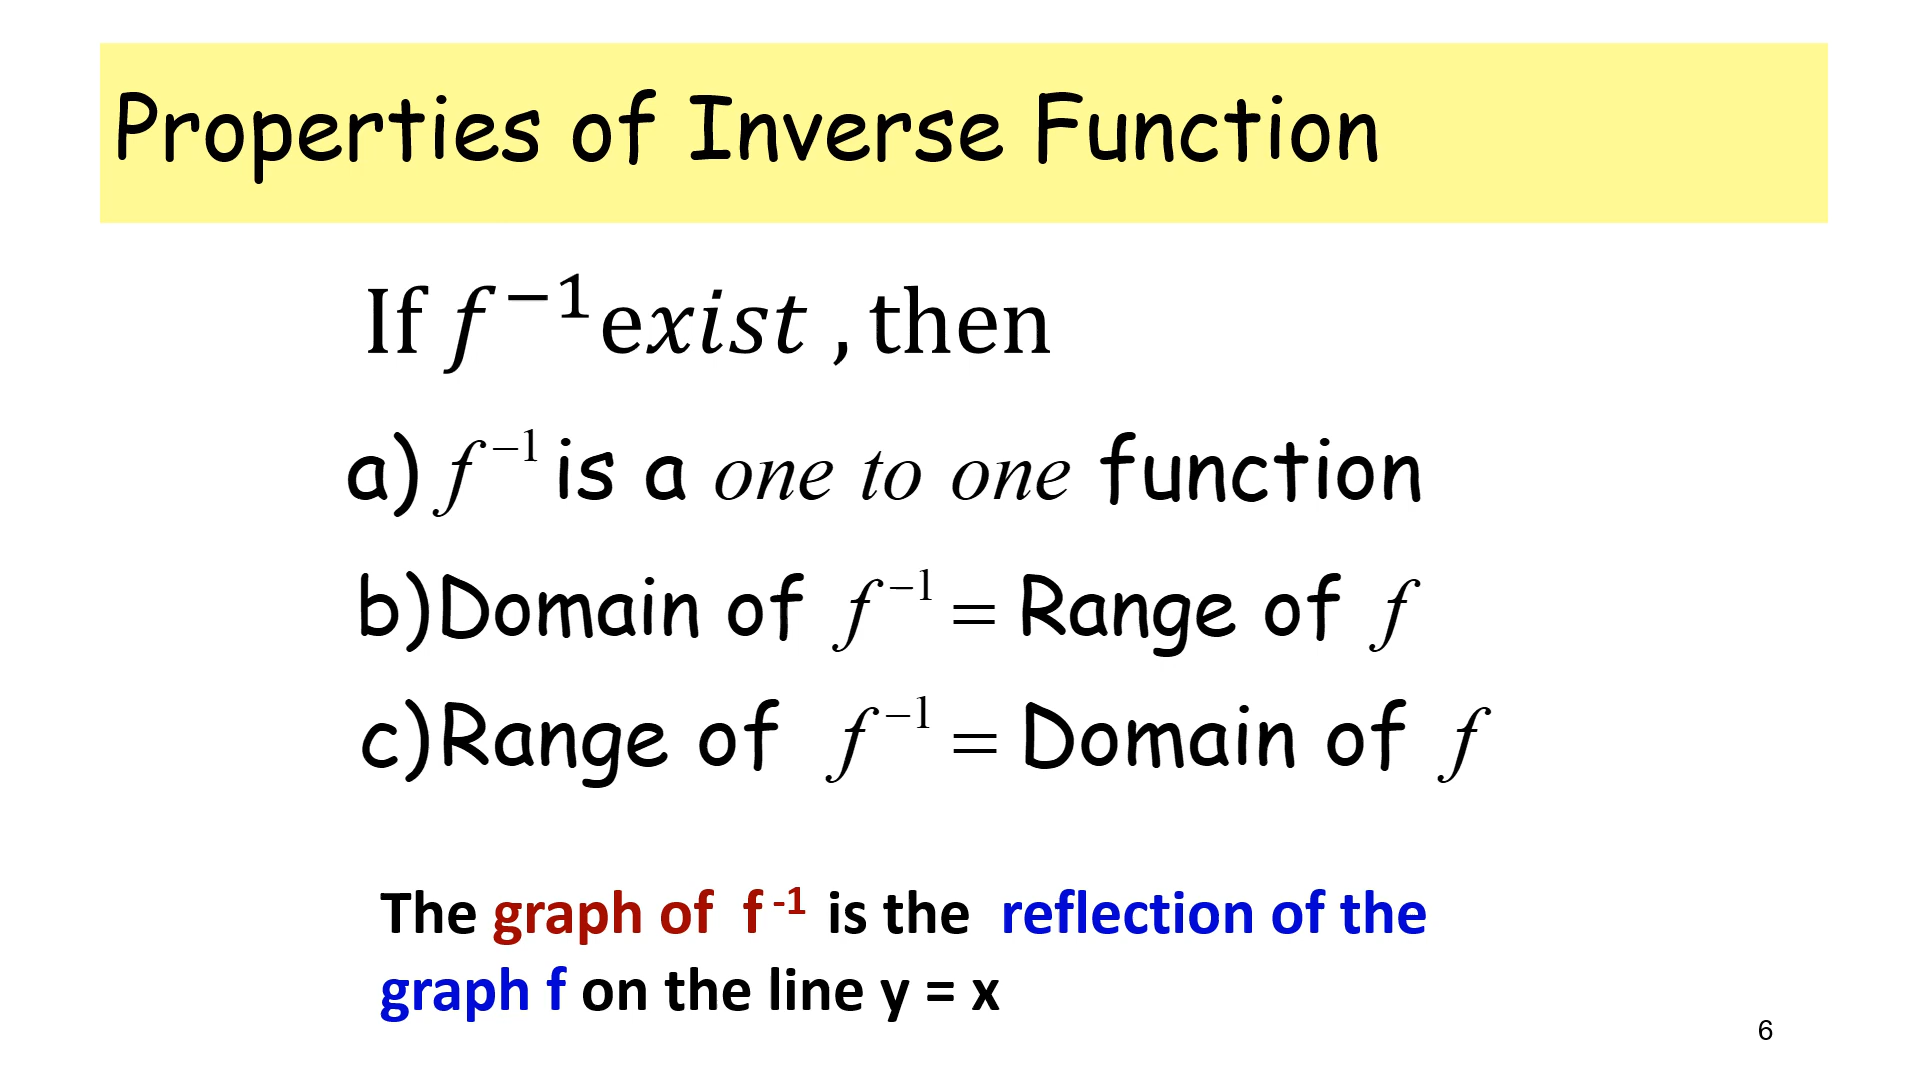 Properties of Inverse Function
If f⁻¹exist , then
a) f⁻¹ is a one to one function
b)Domain of f⁻¹ = Range of f
c)Range of f⁻¹ = Domain of f
The graph of f -1 is the reflection of the
graph f on the line y = x
6